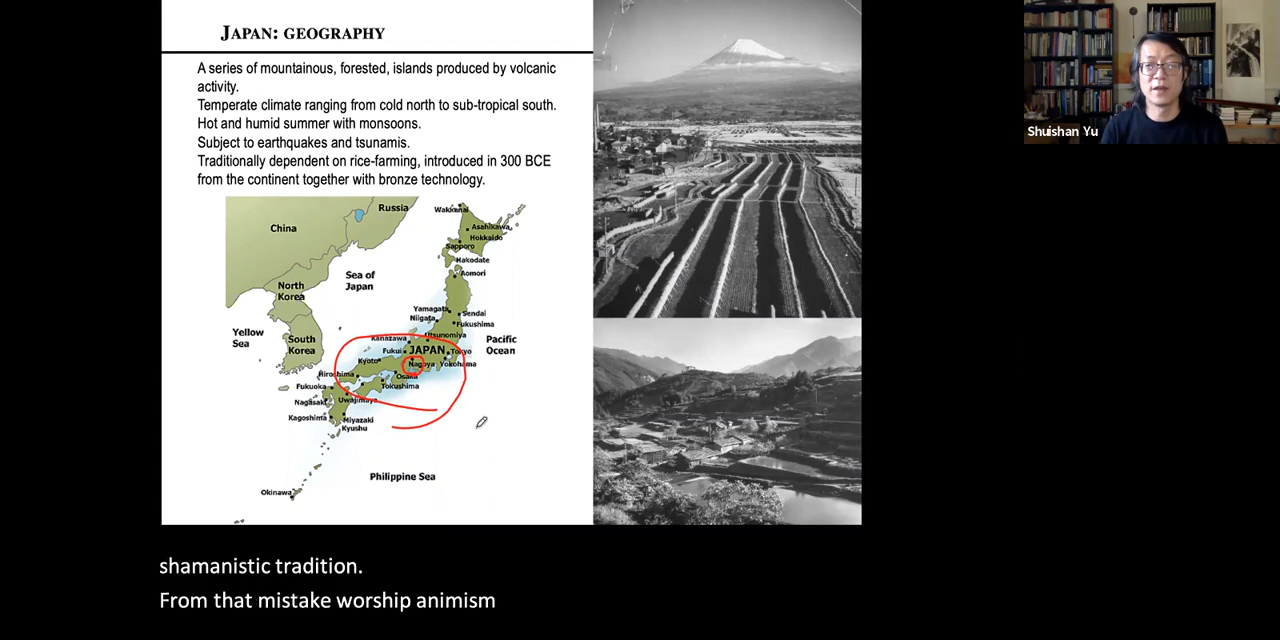 JAPAN: GEOGRAPHY
A series of mountainous, forested, islands produced by volcanic
activity.
Temperate climate ranging from cold north to sub-tropical south.
Hot and humid summer with monsoons.
Subject to earthquakes and tsunamis.
Traditionally dependent on rice-farming, introduced in 300 BCE
from the continent together with bronze technology.
Russia
Wakkanai
China
Asahikawa
Hokkaido
Sapporo
Hakodate
Aomori
Sea of
Japan
North
Korea
Yamagata
Niigata
Sendai
Fukushima
Yellow
Sea
South
Korea
Kanazawa
Utsunomiya
Pacific
Ocean
Fukui
JAPAN
Tokyo
Kyoto
Nagoya
Yokohama
Hiroshima
Osaka
Fukuoka
Tokushima
Nagasaki
Uwajimaya
Kagoshima
Miyazaki
Kyushu
Philippine Sea
Okinawa
Shuishan Yu
shamanistic tradition.
From that mistake worship animism